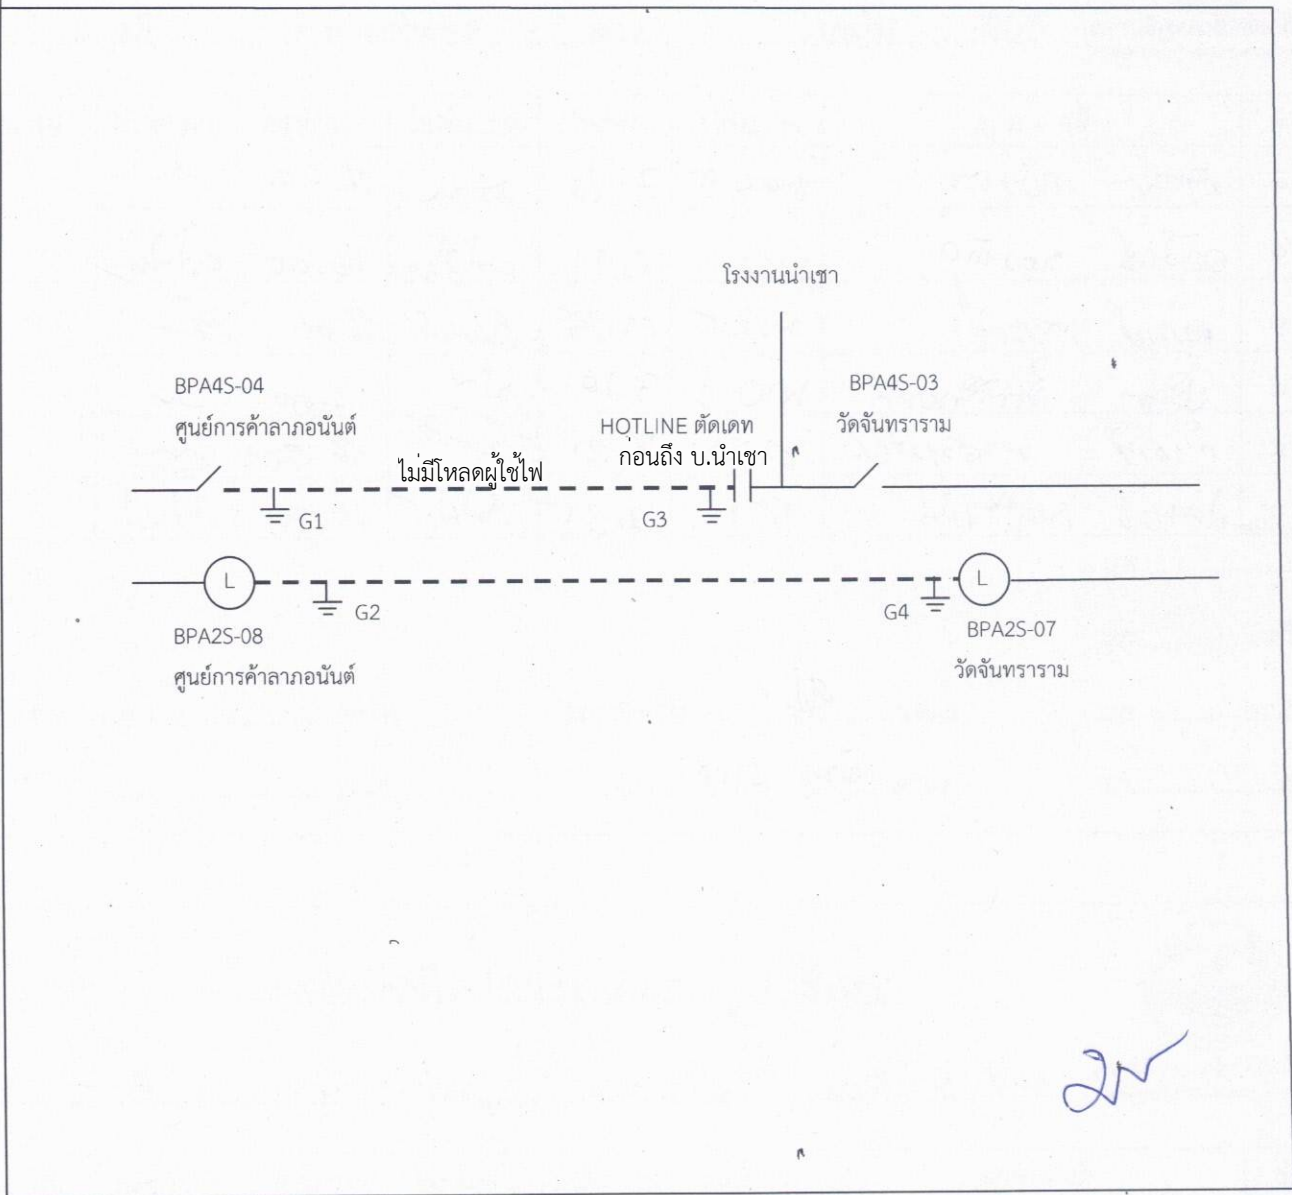 โรงงานนำเชา
BPA4S-04
ศูนย์การค้าลาภอนันต์
BPA4S-03
วัดจันทราราม
HOTLINE ตัดเดท
ก่อนถึง บ.นำเชา
ไม่มีโหลดผู้ใช้ไฟ
G1
G3
L
L
G2
G4
BPA2S-08
ศูนย์การค้าลาภอนันต์
BPA2S-07
วัดจันทราราม